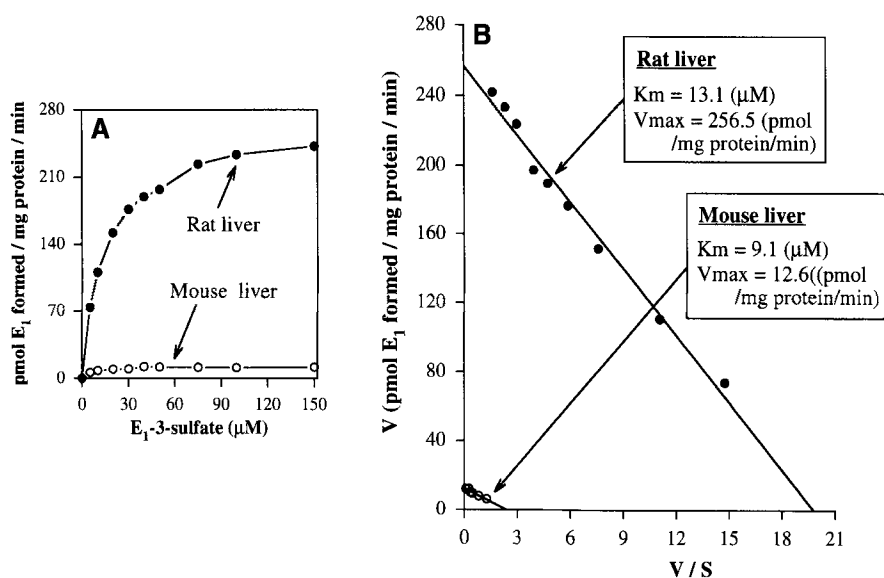 A
pmol E1 formed / mg protein / min
280
210
140
70
0
Rat liver
Mouse liver
0 30 60 90 120 150
E1-3-sulfate (µM)
B
V (pmol E1 formed / mg protein / min)
280
240
200
160
120
80
40
0
Rat liver
Km = 13.1 (µM)
Vmax = 256.5 (pmol
/mg protein/min)
Mouse liver
Km = 9.1 (µM)
Vmax = 12.6((pmol
/mg protein/min)
0 3 6 9 12 15 18 21
V / S